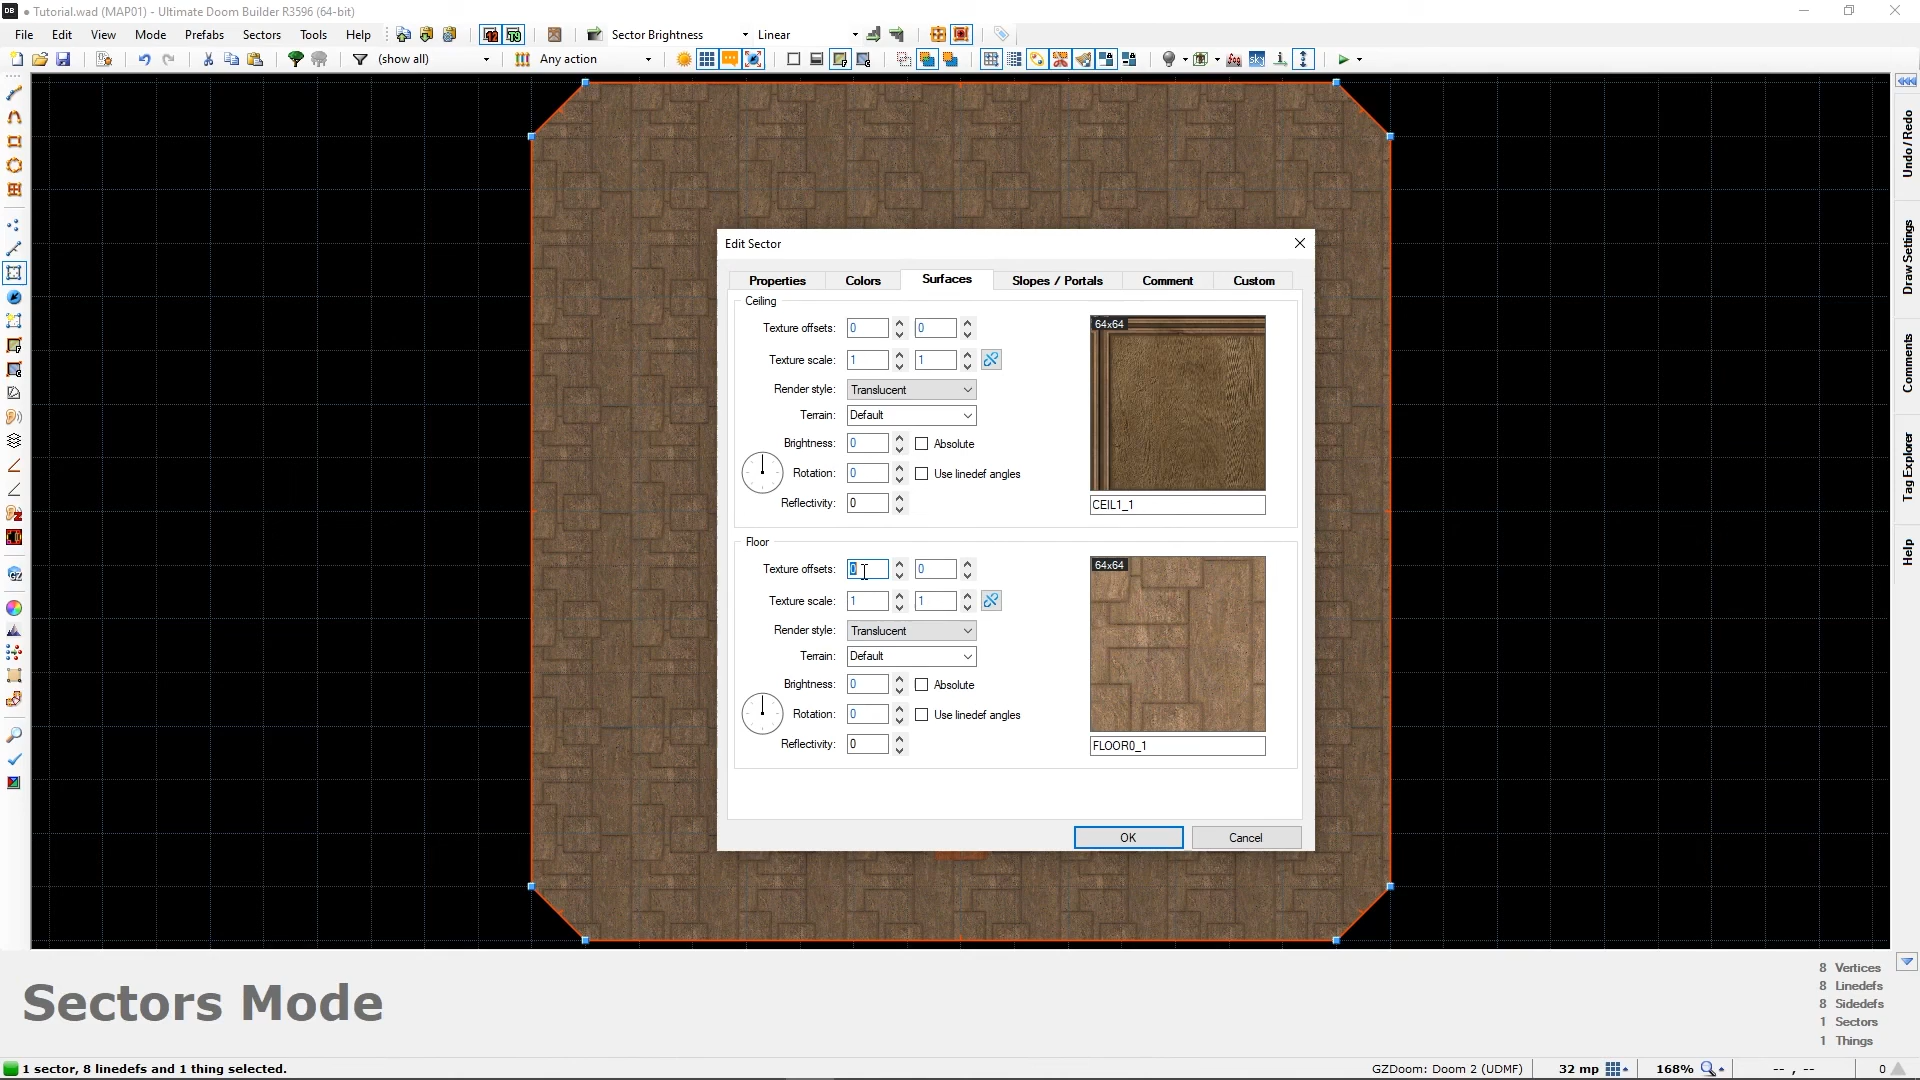 DB • Tutorial.wad (MAP01) - Ultimate Doom Builder R3596 (64-bit)
File Edit View Mode Prefabs Sectors Tools Help Sector Brightness Linear
(show all) Any action
Undo / Redo
Draw Settings
Comments
Tag Explorer
Help
Edit Sector
Properties Colors Surfaces Slopes / Portals Comment Custom
Ceiling
Texture offsets: 0 0
64x64
Texture scale: 1 1
Render style: Translucent
Terrain: Default
Brightness: 0 Absolute
Rotation: 0 Use linedef angles
Reflectivity: 0
CEIL1_1
Floor
Texture offsets: 0 0
64x64
Texture scale: 1 1
Render style: Translucent
Terrain: Default
Brightness: 0 Absolute
Rotation: 0 Use linedef angles
Reflectivity: 0
FLOOR0_1
OK Cancel
Sectors Mode
8 Vertices
8 Linedefs
8 Sidedefs
1 Sectors
1 Things
1 sector, 8 linedefs and 1 thing selected.
GZDoom: Doom 2 (UDMF) 32 mp 168% -- , -- 0